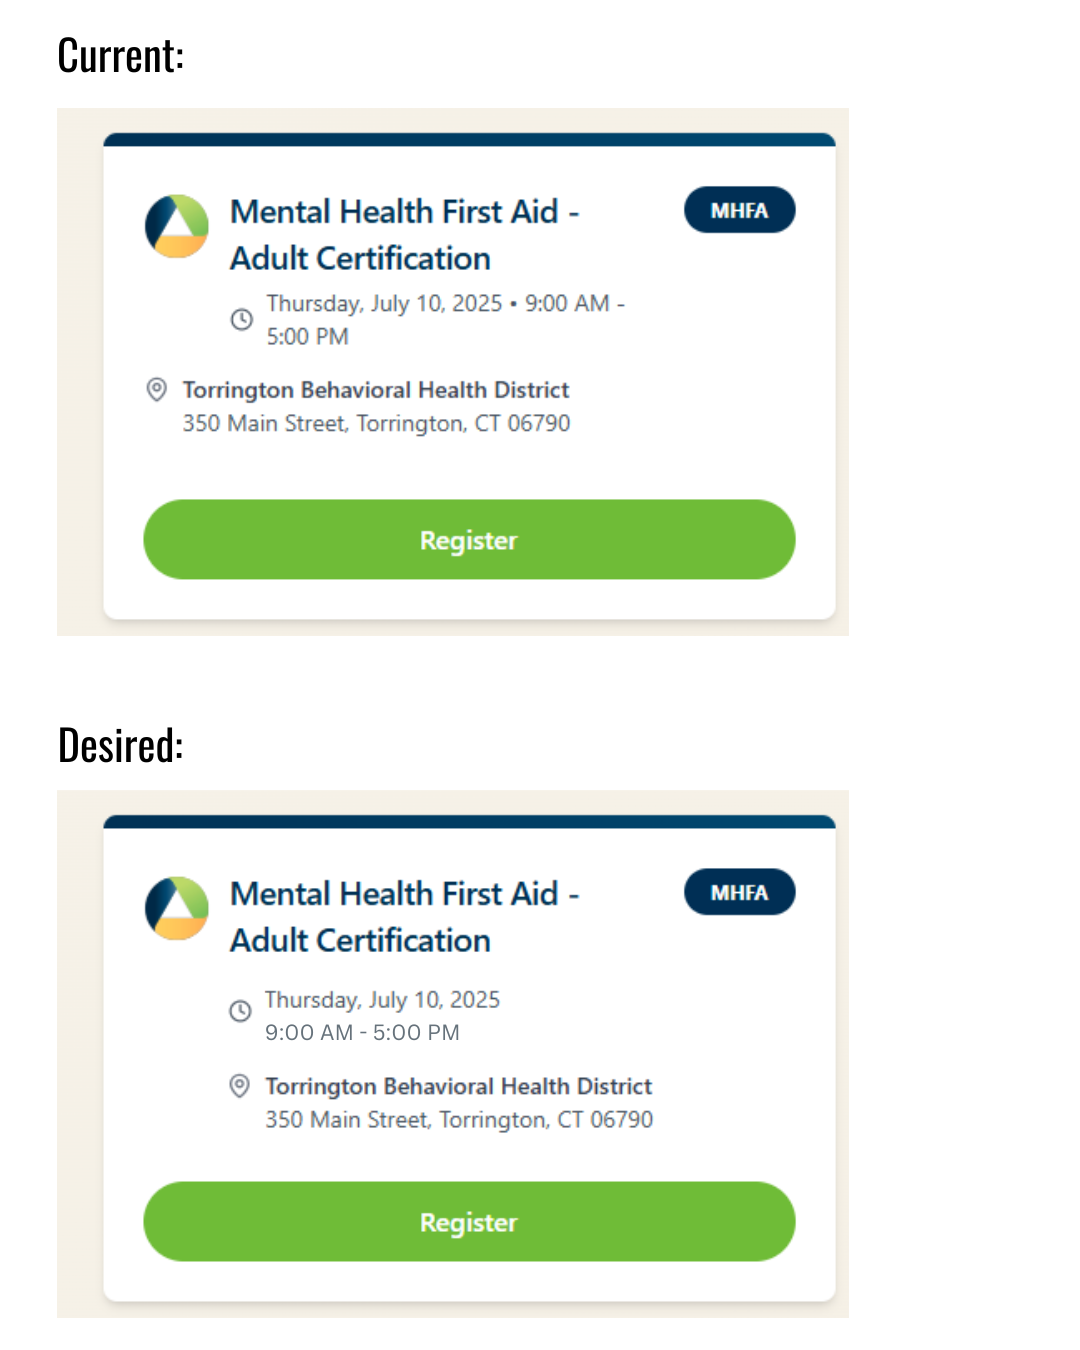 Current:
Mental Health First Aid -
MHFA
Adult Certification
Thursday, July 10, 2025 • 9:00 AM -
5:00 PM
Torrington Behavioral Health District
350 Main Street, Torrington, CT 06790
Register
Desired:
Mental Health First Aid -
MHFA
Adult Certification
Thursday, July 10, 2025
9:00 AM - 5:00 PM
Torrington Behavioral Health District
350 Main Street, Torrington, CT 06790
Register